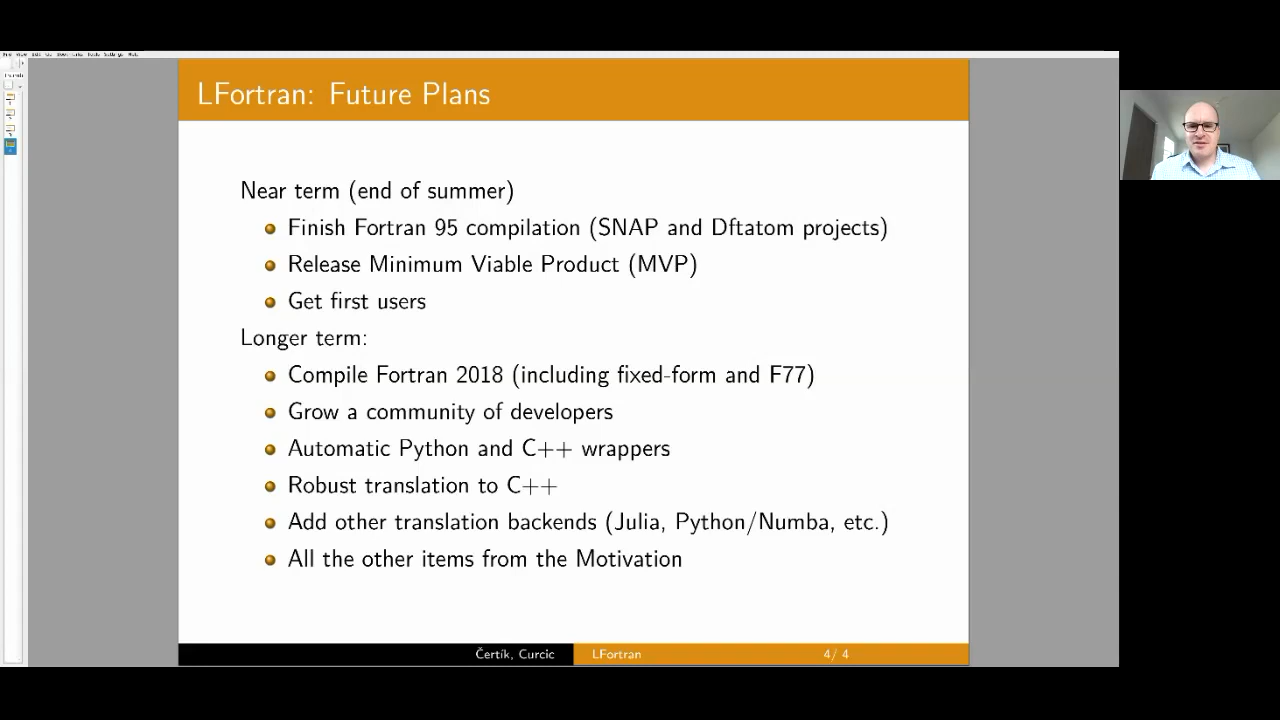 LFortran: Future Plans
Near term (end of summer)
Finish Fortran 95 compilation (SNAP and Dftatom projects)
Release Minimum Viable Product (MVP)
Get first users
Longer term:
Compile Fortran 2018 (including fixed-form and F77)
Grow a community of developers
Automatic Python and C++ wrappers
Robust translation to C++
Add other translation backends (Julia, Python/Numba, etc.)
All the other items from the Motivation
Čertík, Curcic
LFortran
4/ 4